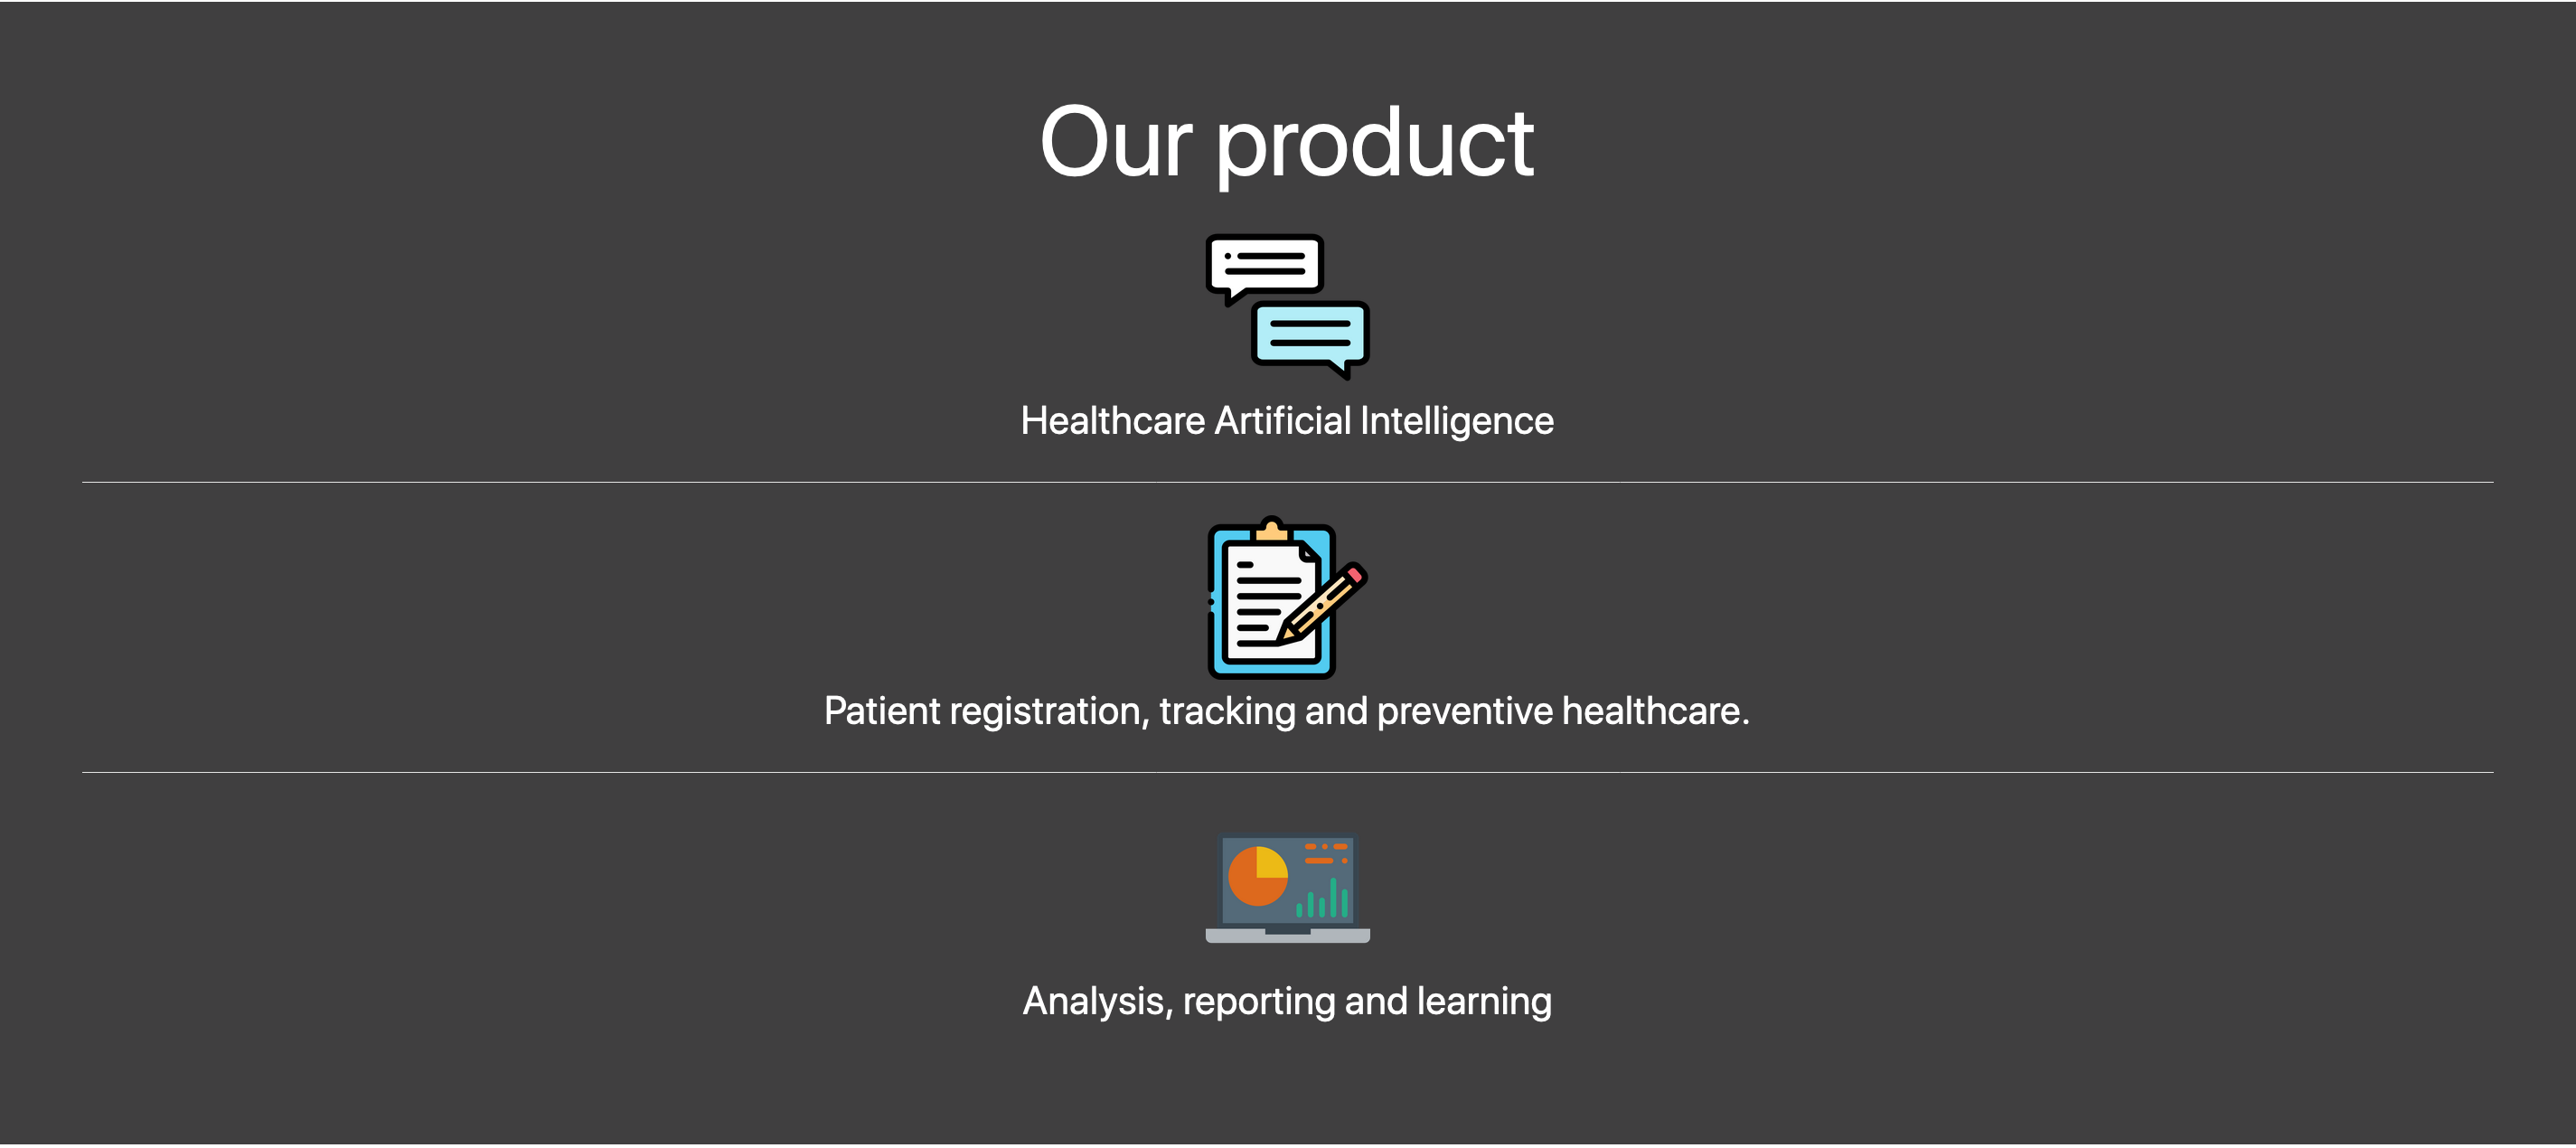 Our product
Healthcare Artificial Intelligence
Patient registration, tracking and preventive healthcare.
Analysis, reporting and learning